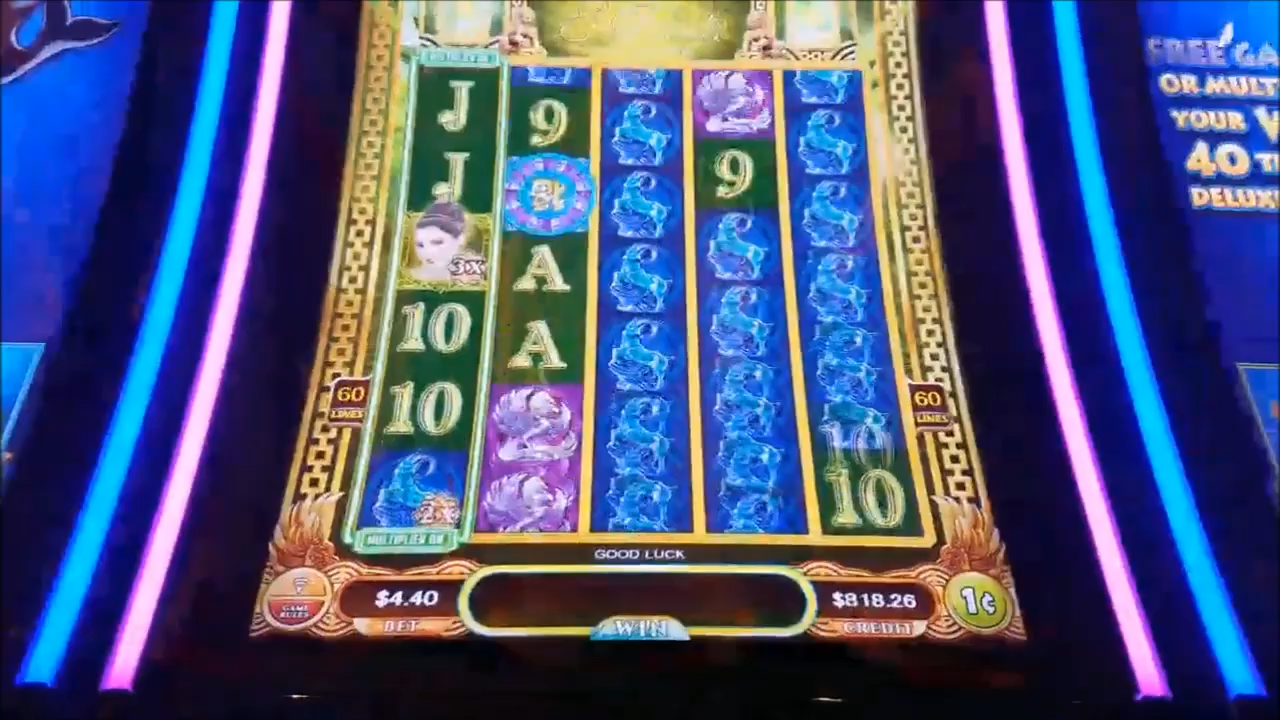 FREE GA
OR MULT
YOUR
40 T
DELUX
J
9
J
9
3X
A
10
A
10
2X
10
10
60
LINES
60
LINES
MULTIPLIER ON
GOOD LUCK
GAME
RULES
$4.40
BET
WIN
$818.26
CREDIT
1¢